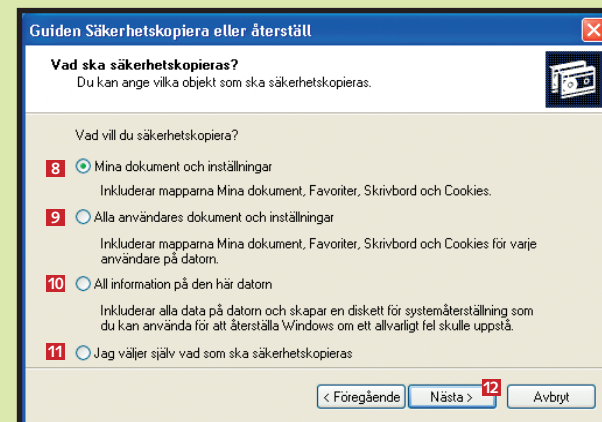 Guiden Säkerhetskopiera eller återställ
Vad ska säkerhetskopieras?
Du kan ange vilka objekt som ska säkerhetskopieras.
Vad vill du säkerhetskopiera?
8 Mina dokument och inställningar
Inkluderar mapparna Mina dokument, Favoriter, Skrivbord och Cookies.
9 Alla användares dokument och inställningar
Inkluderar mapparna Mina dokument, Favoriter, Skrivbord och Cookies för varje
användare på datorn.
10 All information på den här datorn
Inkluderar alla data på datorn och skapar en diskett för systemåterställning som
du kan använda för att återställa Windows om ett allvarligt fel skulle uppstå.
11 Jag väljer själv vad som ska säkerhetskopieras
< Föregående Nästa > 12 Avbryt